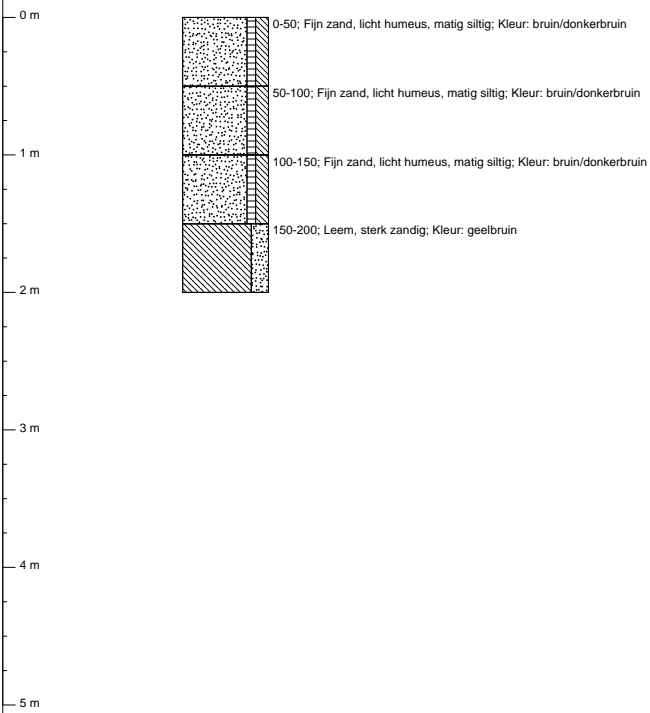 0 m
0-50; Fijn zand, licht humeus, matig siltig; Kleur: bruin/donkerbruin
50-100; Fijn zand, licht humeus, matig siltig; Kleur: bruin/donkerbruin
1 m
100-150; Fijn zand, licht humeus, matig siltig; Kleur: bruin/donkerbruin
150-200; Leem, sterk zandig; Kleur: geelbruin
2 m
3 m
4 m
5 m